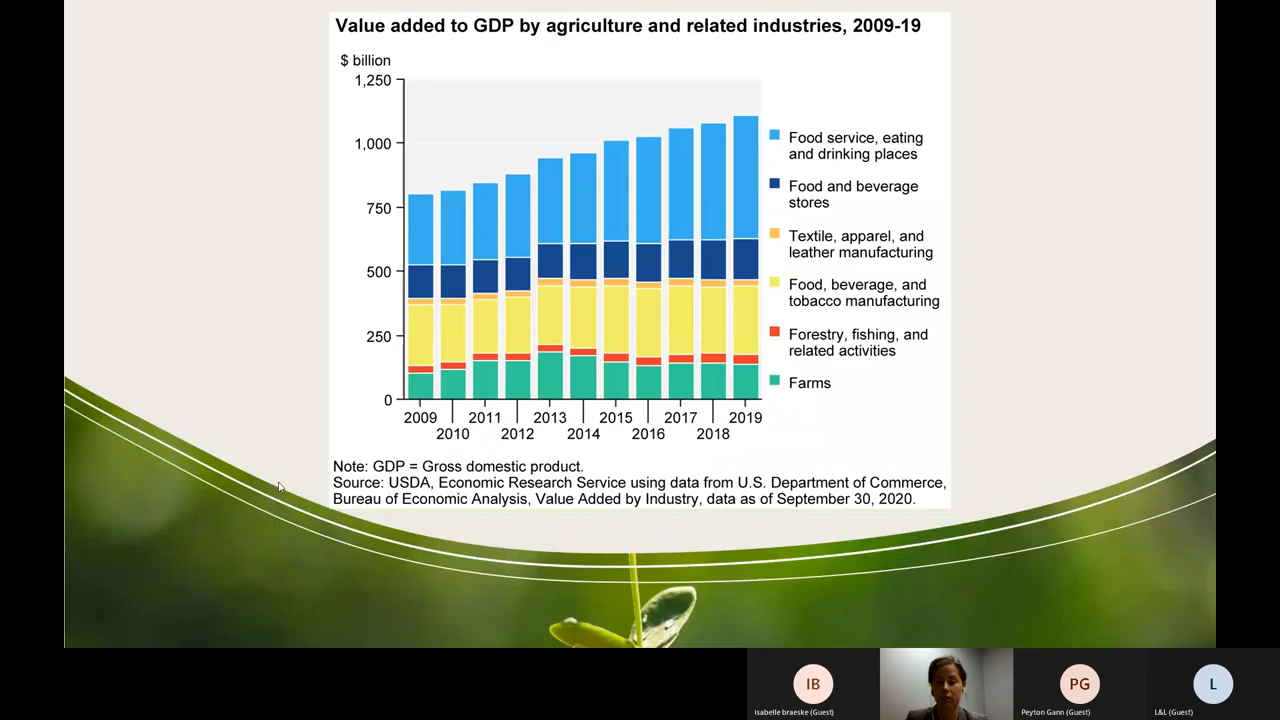 Value added to GDP by agriculture and related industries, 2009-19
$ billion
1,250
1,000
750
500
250
0
2009
2010
2011
2012
2013
2014
2015
2016
2017
2018
2019
Food service, eating
and drinking places
Food and beverage
stores
Textile, apparel, and
leather manufacturing
Food, beverage, and
tobacco manufacturing
Forestry, fishing, and
related activities
Farms
Note: GDP = Gross domestic product.
Source: USDA, Economic Research Service using data from U.S. Department of Commerce,
Bureau of Economic Analysis, Value Added by Industry, data as of September 30, 2020.
IB
isabelle braeske (Guest)
PG
Peyton Gann (Guest)
L
L&L (Guest)